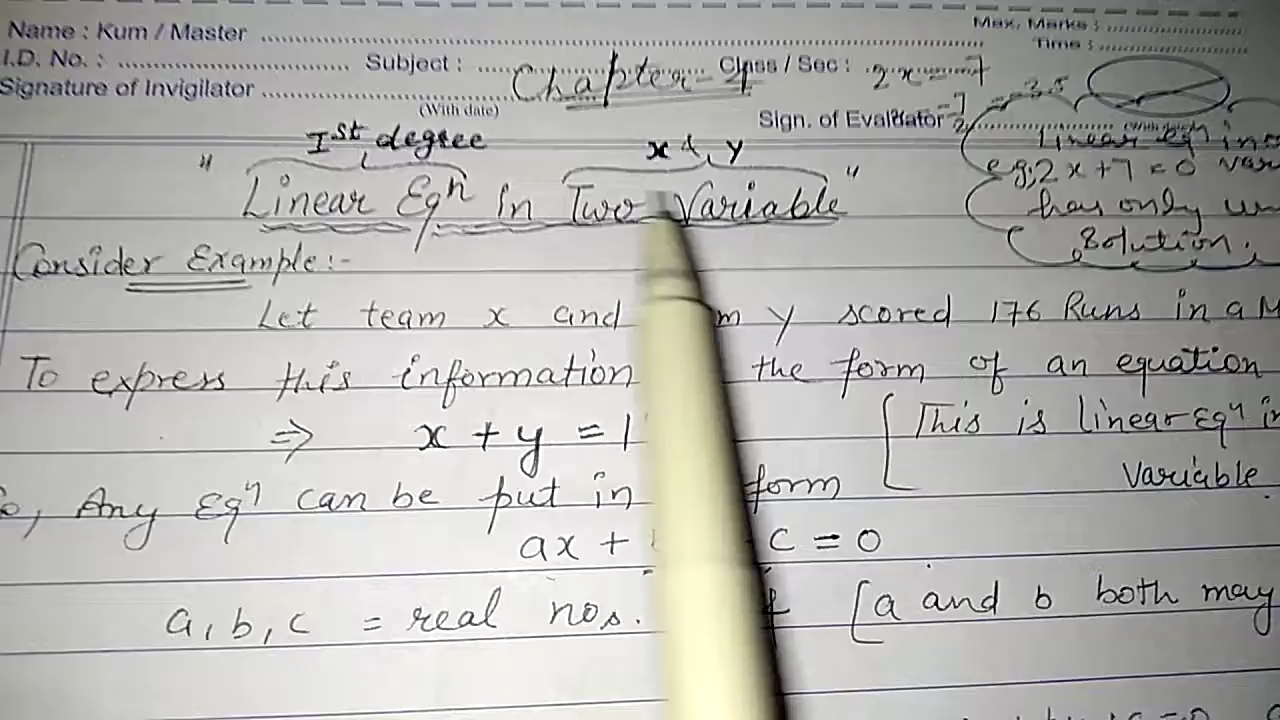 Name : Kum / Master
Max. Marks :
I.D. No. :
Subject :
Chapter-4
Class / Sec :
2x = -7
Time :
Signature of Invigilator
(With date)
Sign. of Evaluator
-7/2 = -3.5
Ist degree
x & y
Linear Eqn in
eg; 2x + 7 = 0
has only
Solution.
" Linear Eqn in Two Variable "
Consider Example:-
Let team x and y scored 176 Runs in a
To express this information the form of an equation
⇒ x + y = 1
[This is linear Eqn
Variable
Any Eqn can be put in form
ax + c = 0
a, b, c = real nos. [a and b both may